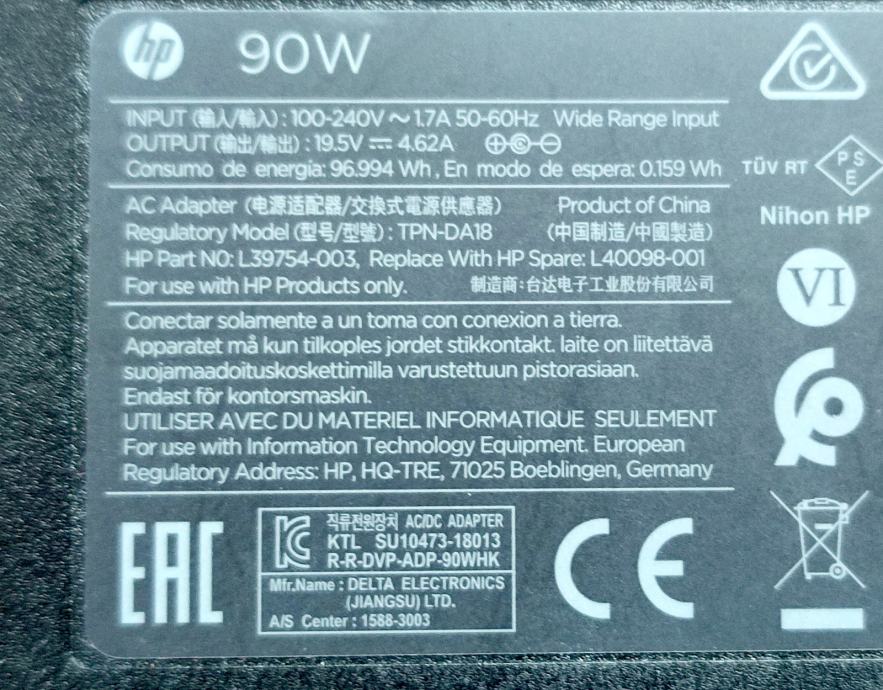 hp 90W
INPUT (输入/輸入) : 100-240V ~ 1.7A 50-60Hz Wide Range Input
OUTPUT (输出/輸出) : 19.5V ⎓ 4.62A
Consumo de energía: 96.994 Wh , En modo de espera: 0.159 Wh
TÜV RT
PSE
AC Adapter (电源适配器/交換式電源供應器) Product of China
Nihon HP
Regulatory Model (型号/型號) : TPN-DA18 (中国制造/中國製造)
HP Part N0: L39754-003, Replace With HP Spare: L40098-001
For use with HP Products only. 制造商: 台达电子工业股份有限公司
VI
Conectar solamente a un toma con conexion a tierra.
Apparatet må kun tilkoples jordet stikkontakt. laite on liitettävä
suojamaadoituskoskettimilla varustettuun pistorasiaan.
Endast för kontorsmaskin.
UTILISER AVEC DU MATERIEL INFORMATIQUE SEULEMENT
For use with Information Technology Equipment. European
Regulatory Address: HP, HQ-TRE, 71025 Boeblingen, Germany
EAC
직류전원장치 AC/DC ADAPTER
KTL SU10473-18013
R-R-DVP-ADP-90WHK
Mfr.Name : DELTA ELECTRONICS
(JIANGSU) LTD.
A/S Center : 1588-3003
CE